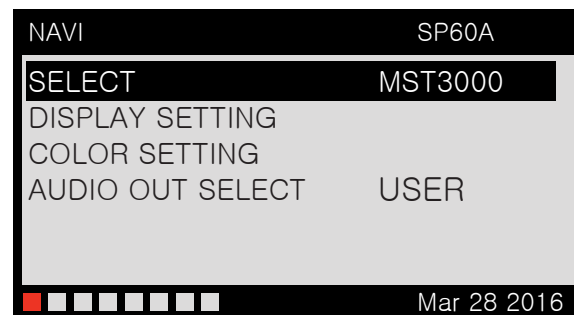 NAVI SP60A
SELECT MST3000
DISPLAY SETTING
COLOR SETTING
AUDIO OUT SELECT USER
Mar 28 2016